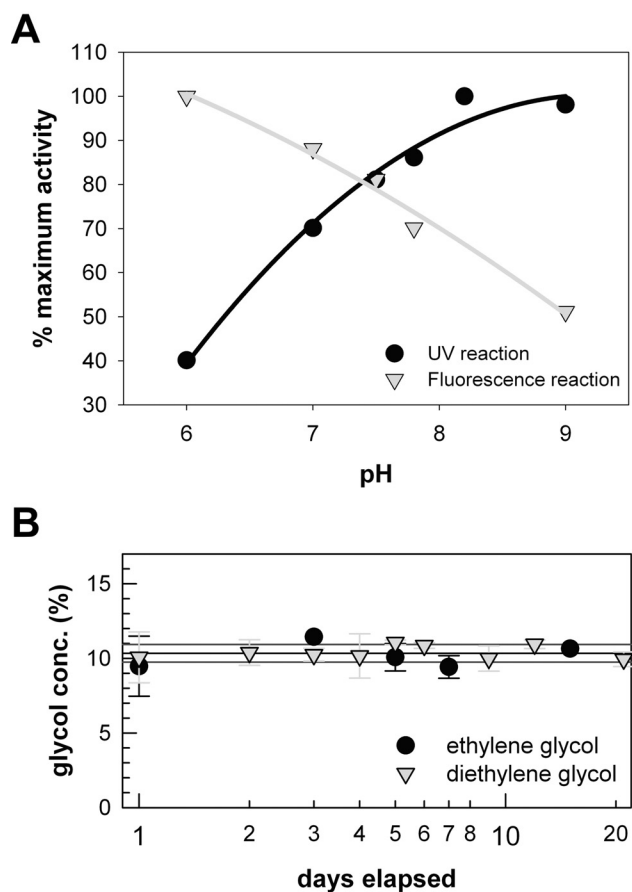 A
110
100
90
80
70
60
50
40
30
% maximum activity
UV reaction
Fluorescence reaction
6 7 8 9
pH
B
15
10
5
0
glycol conc. (%)
ethylene glycol
diethylene glycol
1 2 3 4 5 6 7 8 10 20
days elapsed